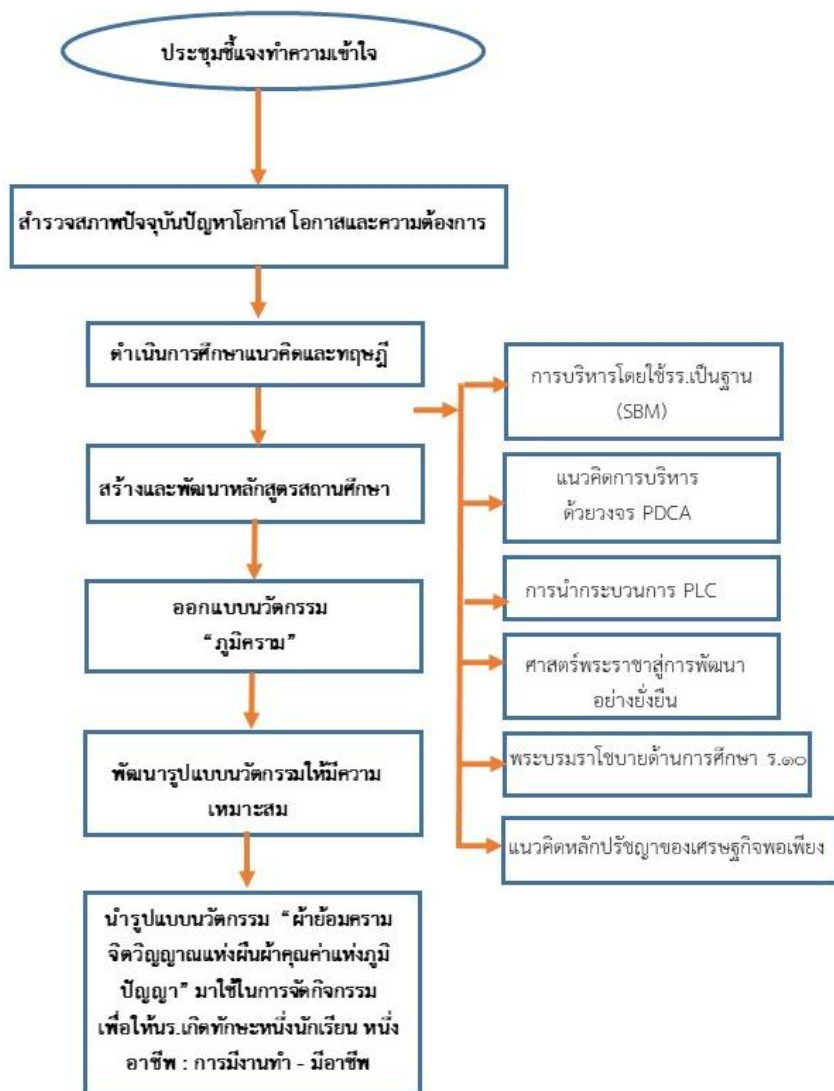 ประชุมชี้แจงทำความเข้าใจ
สำรวจสภาพปัจจุบันปัญหาโอกาส โอกาสและความต้องการ
ดำเนินการศึกษาแนวคิดและทฤษฎี
สร้างและพัฒนาหลักสูตรสถานศึกษา
ออกแบบนวัตกรรม
“ภูมิคราม”
พัฒนารูปแบบนวัตกรรมให้มีความ
เหมาะสม
นำรูปแบบนวัตกรรม “ผ้าย้อมคราม
จิตวิญญาณแห่งผืนผ้าคุณค่าแห่งภูมิ
ปัญญา” มาใช้ในการจัดกิจกรรม
เพื่อให้นร.เกิดทักษะหนึ่งนักเรียน หนึ่ง
อาชีพ : การมีงานทำ - มีอาชีพ
การบริหารโดยใช้รร.เป็นฐาน
(SBM)
แนวคิดการบริหาร
ด้วยวงจร PDCA
การนำกระบวนการ PLC
ศาสตร์พระราชาสู่การพัฒนา
อย่างยั่งยืน
พระบรมราโชบายด้านการศึกษา ร.๑๐
แนวคิดหลักปรัชญาของเศรษฐกิจพอเพียง